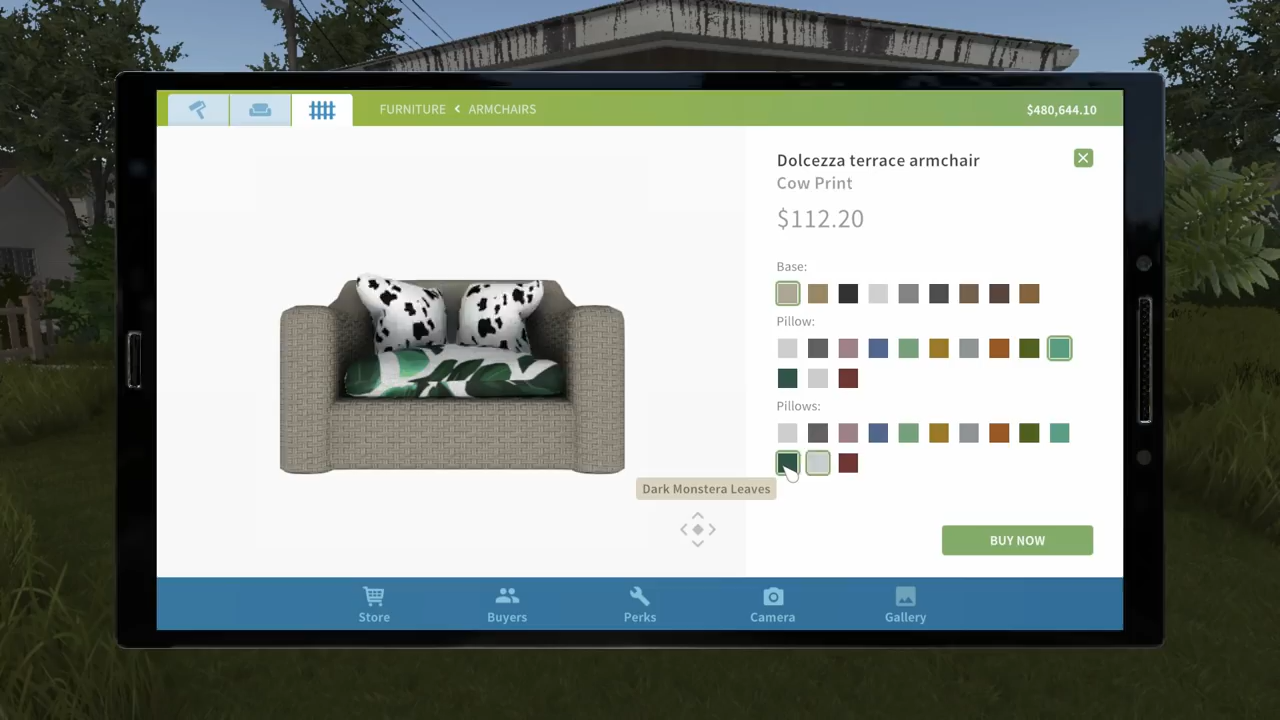 FURNITURE < ARMCHAIRS
$480,644.10
Dolcezza terrace armchair
Cow Print
$112.20
Base:
Pillow:
Pillows:
Dark Monstera Leaves
BUY NOW
Store
Buyers
Perks
Camera
Gallery